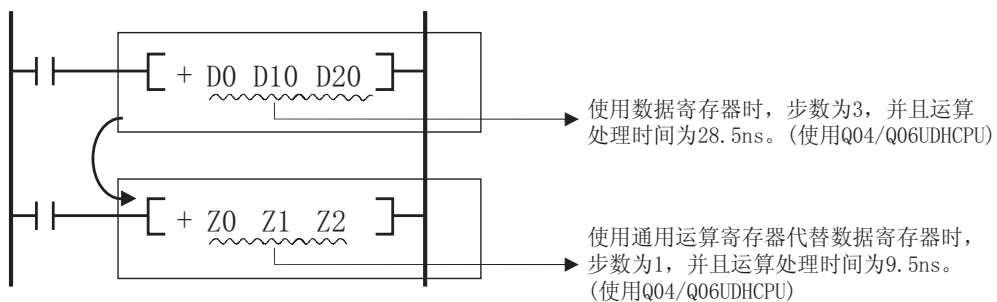 + D0 D10 D20
使用数据寄存器时，步数为3，并且运算
处理时间为28.5ns。(使用Q04/Q06UDHCPU)
+ Z0 Z1 Z2
使用通用运算寄存器代替数据寄存器时，
步数为1，并且运算处理时间为9.5ns。
(使用Q04/Q06UDHCPU)